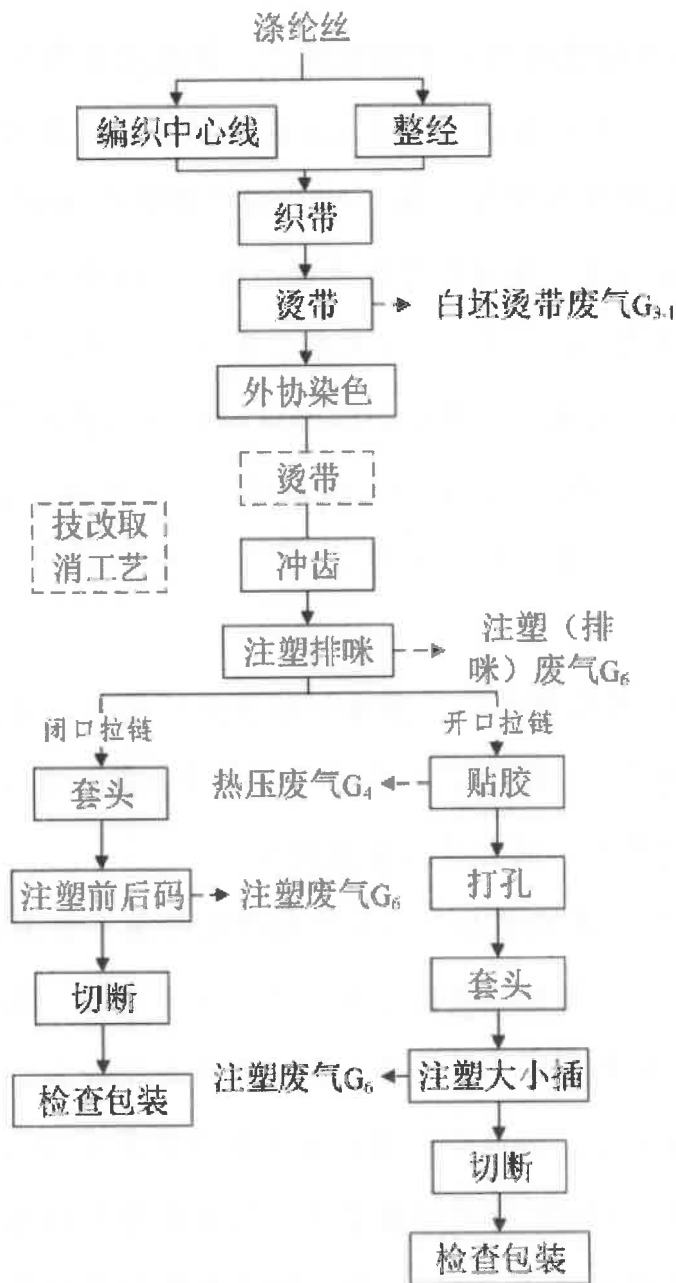 涤纶丝
编织中心线
整经
织带
烫带
白坯烫带废气G3-1
外协染色
烫带
技改取
消工艺
冲齿
注塑排咪
注塑（排
咪）废气G6
闭口拉链
开口拉链
套头
热压废气G4
贴胶
注塑前后码
注塑废气G6
打孔
切断
套头
检查包装
注塑废气G6
注塑大小插
切断
检查包装